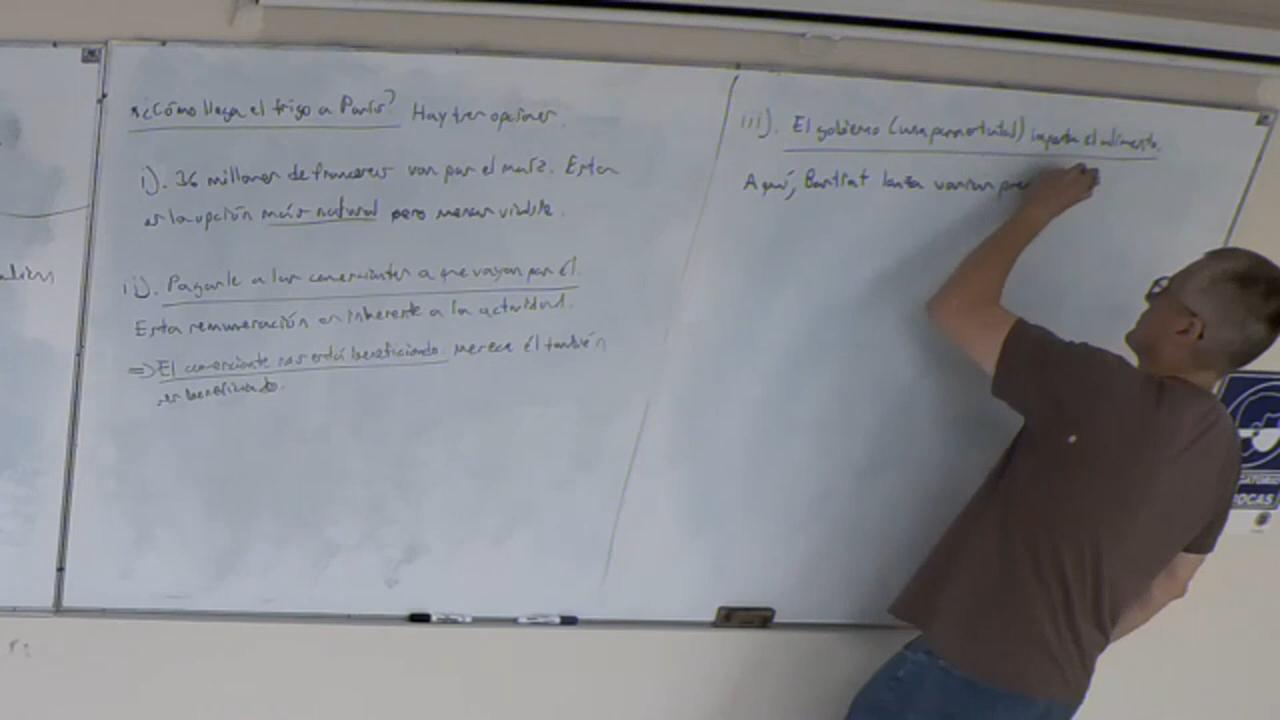 *¿Cómo llega el trigo a París? Hay tres opciones.
i). 36 millones de franceses van por el maíz. Esta
es la opción más natural pero menos viable.
ii). Pagarle a los comerciantes a que vayan por él.
Esta remuneración es inherente a la actividad.
=> El comerciante nos está beneficiando, merece él también
ser beneficiado.
iii). El gobierno (una persona estatal) importa el alimento.
Aquí, Bastiat lanza varias pre
OCAS